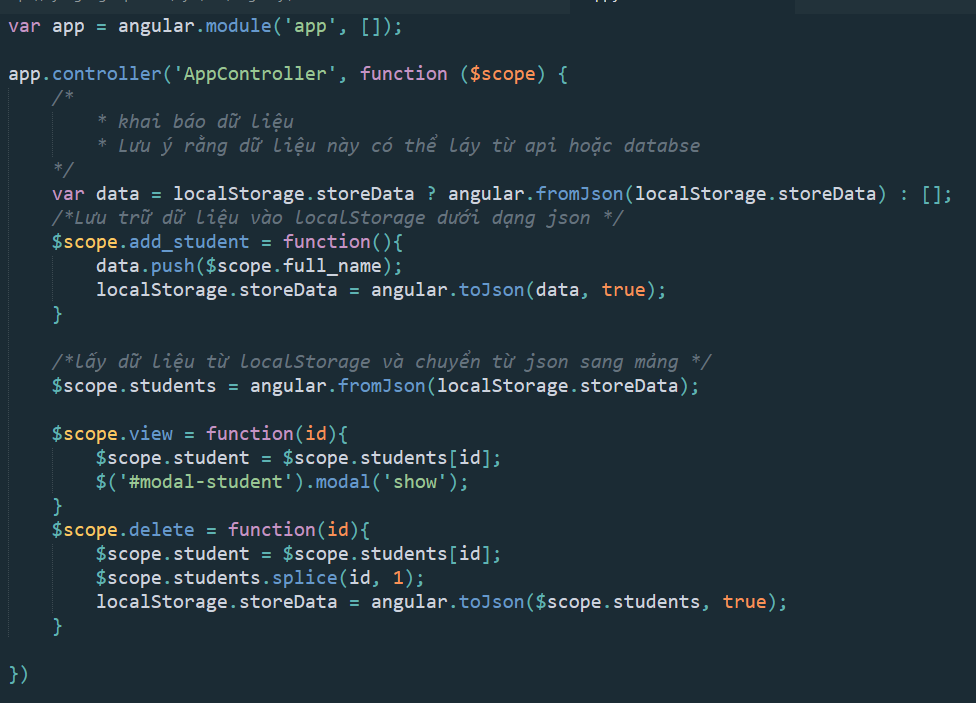 var app = angular.module('app', []);
app.controller('AppController', function ($scope) {
/*
* khai báo dữ liệu
* Lưu ý rằng dữ liệu này có thể láy từ api hoặc databse
*/
var data = localStorage.storeData ? angular.fromJson(localStorage.storeData) : [];
/*Lưu trữ dữ liệu vào localStorage dưới dạng json */
$scope.add_student = function(){
data.push($scope.full_name);
localStorage.storeData = angular.toJson(data, true);
}
/*lấy dữ liệu từ localStorage và chuyển từ json sang mảng */
$scope.students = angular.fromJson(localStorage.storeData);
$scope.view = function(id){
$scope.student = $scope.students[id];
$('#modal-student').modal('show');
}
$scope.delete = function(id){
$scope.student = $scope.students[id];
$scope.students.splice(id, 1);
localStorage.storeData = angular.toJson($scope.students, true);
}
})